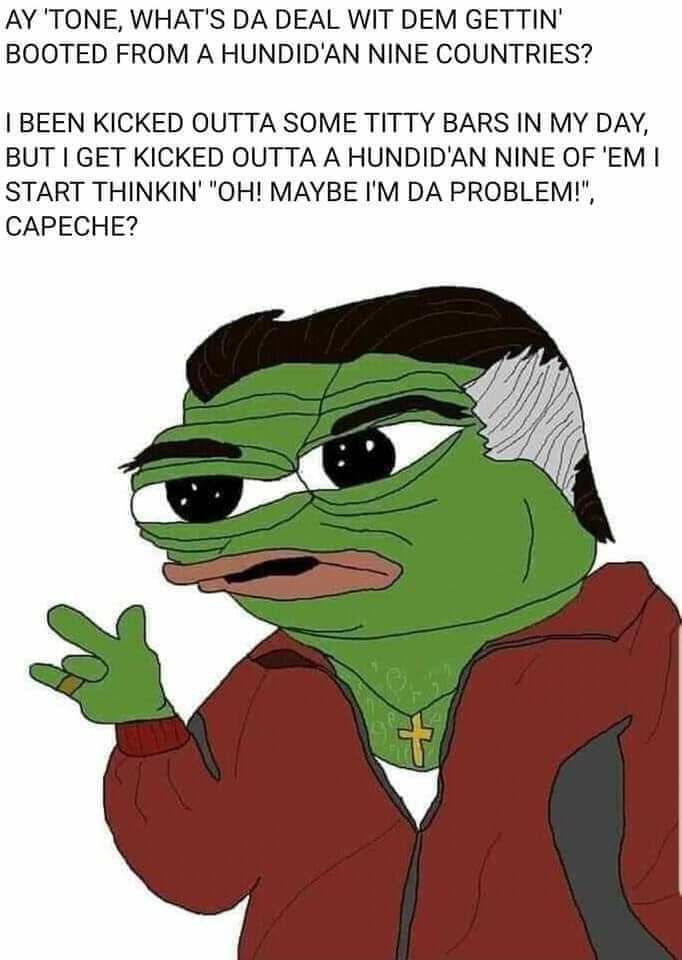 AY 'TONE, WHAT'S DA DEAL WIT DEM GETTIN'
BOOTED FROM A HUNDID'AN NINE COUNTRIES?
I BEEN KICKED OUTTA SOME TITTY BARS IN MY DAY,
BUT I GET KICKED OUTTA A HUNDID'AN NINE OF 'EM I
START THINKIN' "OH! MAYBE I'M DA PROBLEM!",
CAPECHE?